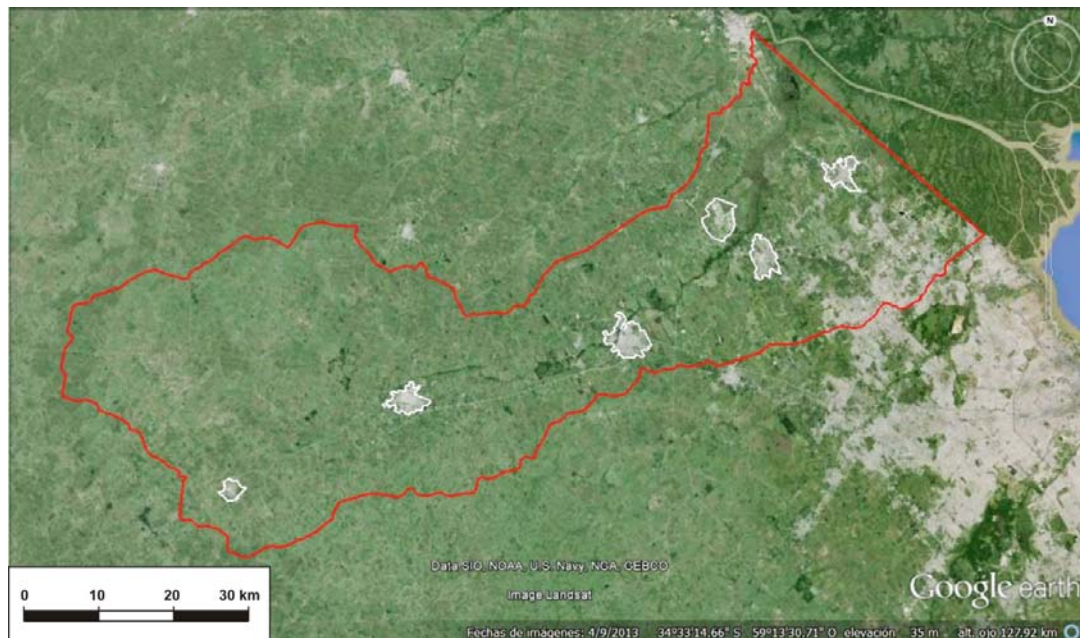 N
Data SIO, NOAA, U.S. Navy, NGA, GEBCO
Image Landsat
Google earth
0 10 20 30 km
Fechas de imágenes: 4/9/2013 34°33'14,66" S 59°13'30,71" O elevación 35 m alt. ojo 127,92 km